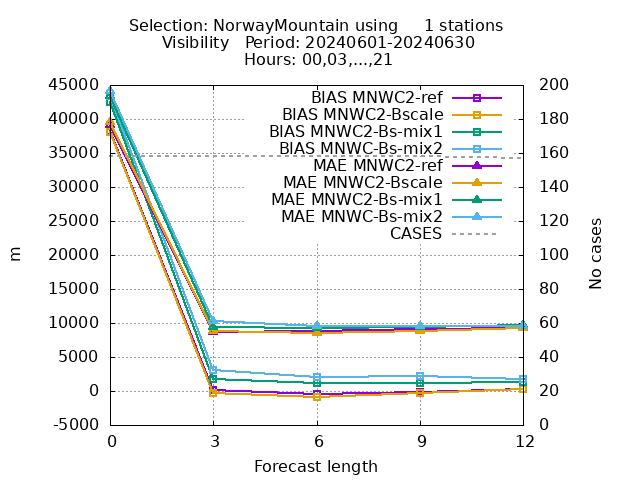 Selection: NorwayMountain using     1 stations
Visibility   Period: 20240601-20240630
Hours: 00,03,...,21
45000
40000
35000
30000
25000
20000
15000
10000
5000
0
-5000
m
BIAS MNWC2-ref
BIAS MNWC2-Bscale
BIAS MNWC2-Bs-mix1
BIAS MNWC-Bs-mix2
MAE MNWC2-ref
MAE MNWC2-Bscale
MAE MNWC2-Bs-mix1
MAE MNWC-Bs-mix2
CASES
200
180
160
140
120
100
80
60
40
20
0
No cases
0 3 6 9 12
Forecast length